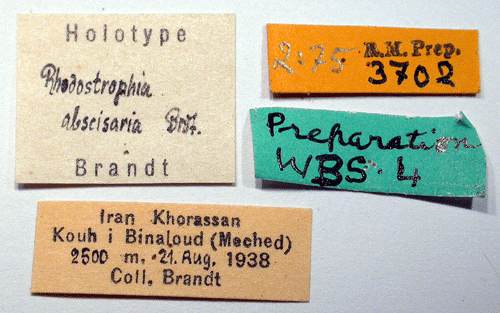 Holotype
Rhodostrophia
abscisaria Brdt.
Brandt
2:75 R.M. Prep.
3702
Preparation
WBS. 4
Iran Khorassan
Kouh i Binaloud (Meched)
2500 m. 21. Aug. 1938
Coll. Brandt